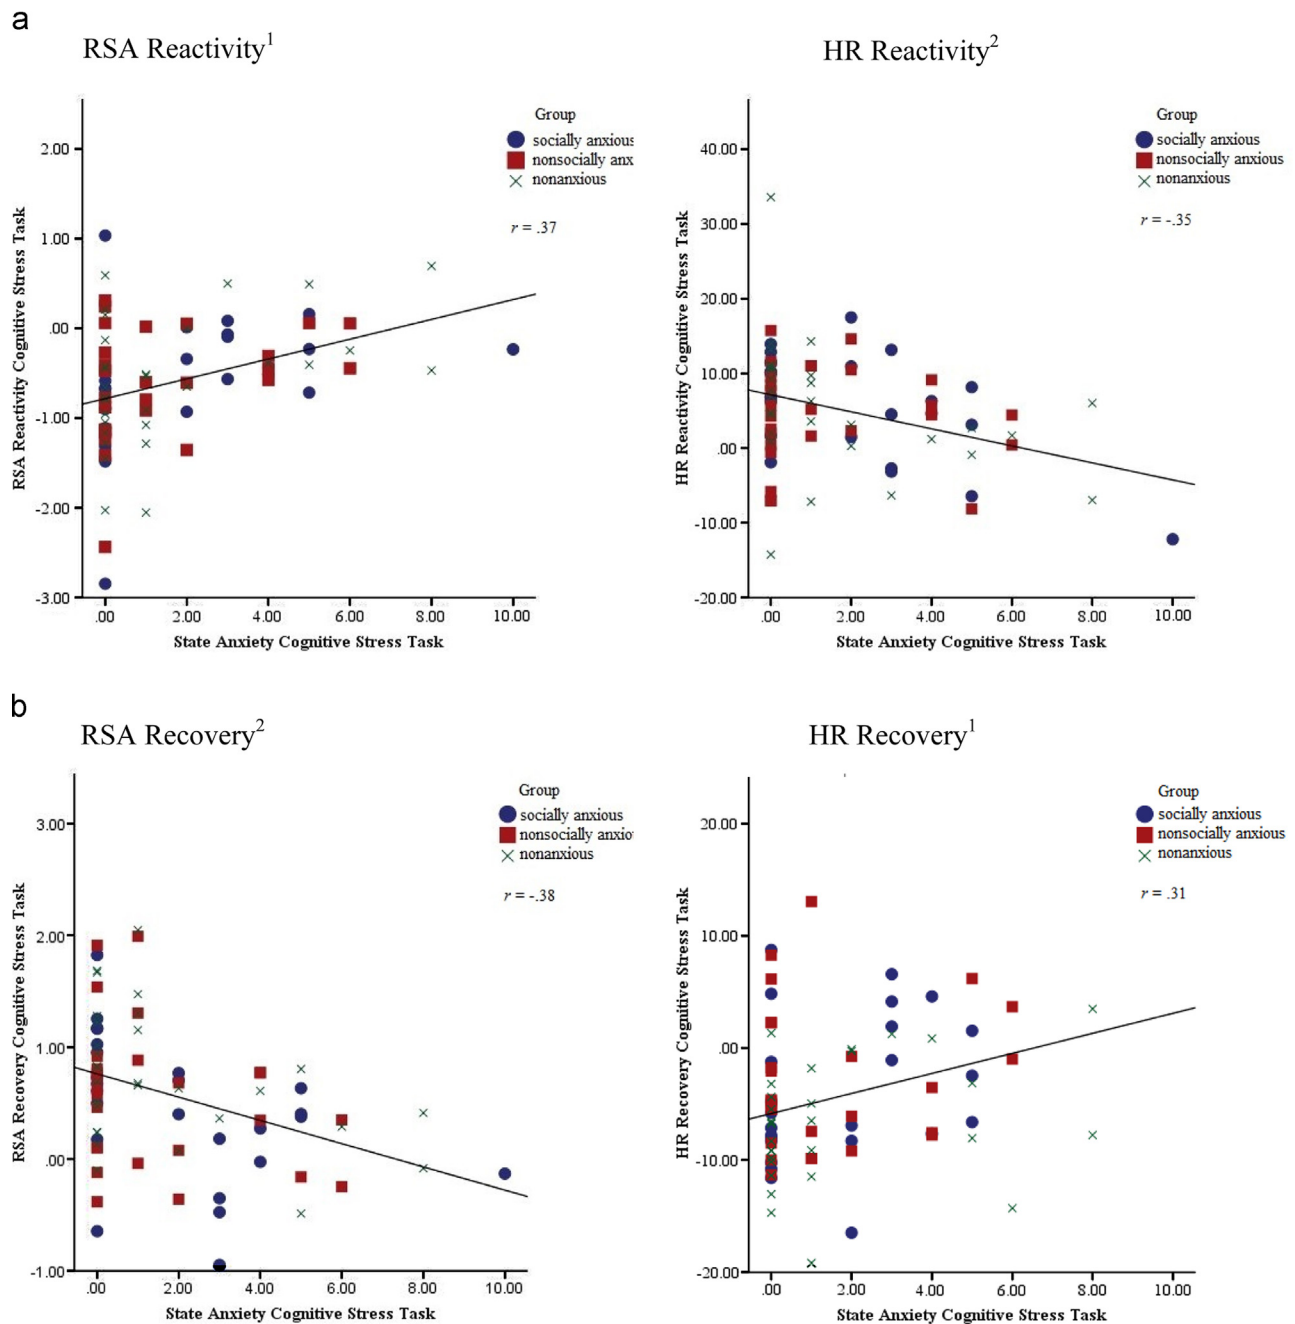 a
RSA Reactivity1
HR Reactivity2
Group
socially anxious
nonsocially anx
nonanxious
r = .37
2.00
1.00
.00
-1.00
-2.00
-3.00
RSA Reactivity Cognitive Stress Task
.00 2.00 4.00 6.00 8.00 10.00
State Anxiety Cognitive Stress Task
Group
socially anxious
nonsocially anxious
nonanxious
r = -.35
40.00
30.00
20.00
10.00
.00
-10.00
-20.00
HR Reactivity Cognitive Stress Task
.00 2.00 4.00 6.00 8.00 10.00
State Anxiety Cognitive Stress Task
b
RSA Recovery2
HR Recovery1
Group
socially anxious
nonsocially anxio
nonanxious
r = -.38
3.00
2.00
1.00
.00
-1.00
RSA Recovery Cognitive Stress Task
.00 2.00 4.00 6.00 8.00 10.00
State Anxiety Cognitive Stress Task
Group
socially anxious
nonsocially anxious
nonanxious
r = .31
20.00
10.00
.00
-10.00
-20.00
HR Recovery Cognitive Stress Task
.00 2.00 4.00 6.00 8.00 10.00
State Anxiety Cognitive Stress Task